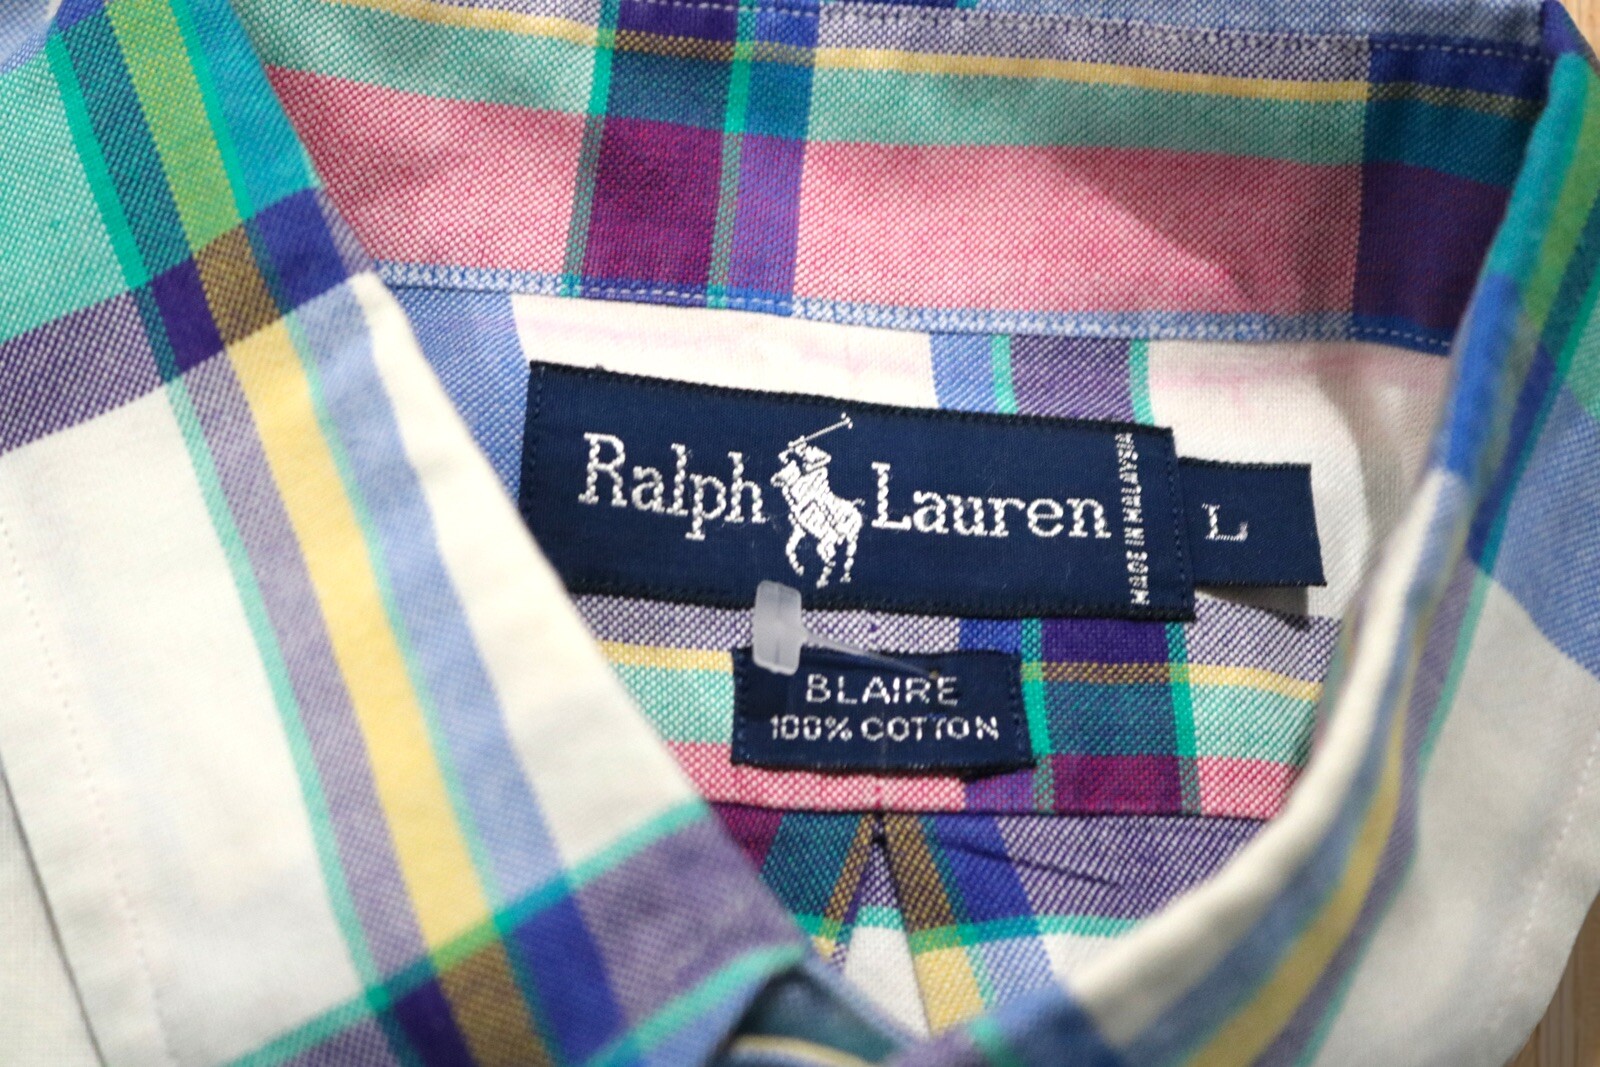 Ralph Lauren
MADE IN MALAYSIA
L
BLAIRE
100% COTTON